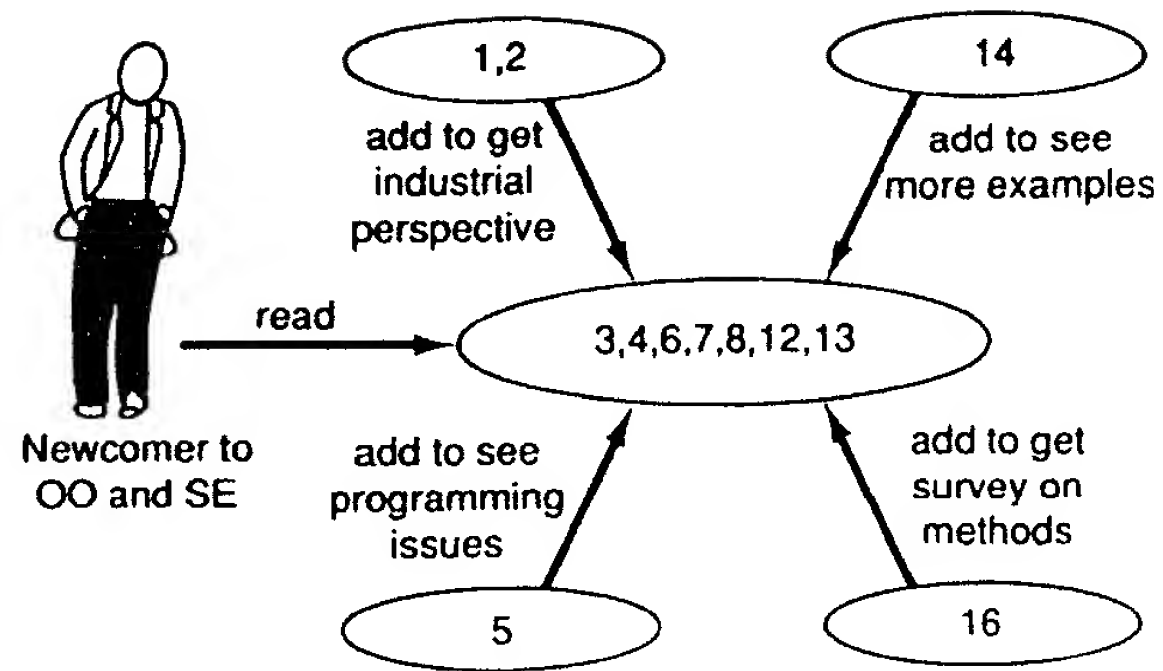 1,2
14
add to get
industrial
perspective
add to see
more examples
read
3,4,6,7,8,12,13
Newcomer to
OO and SE
add to see
programming
issues
add to get
survey on
methods
5
16